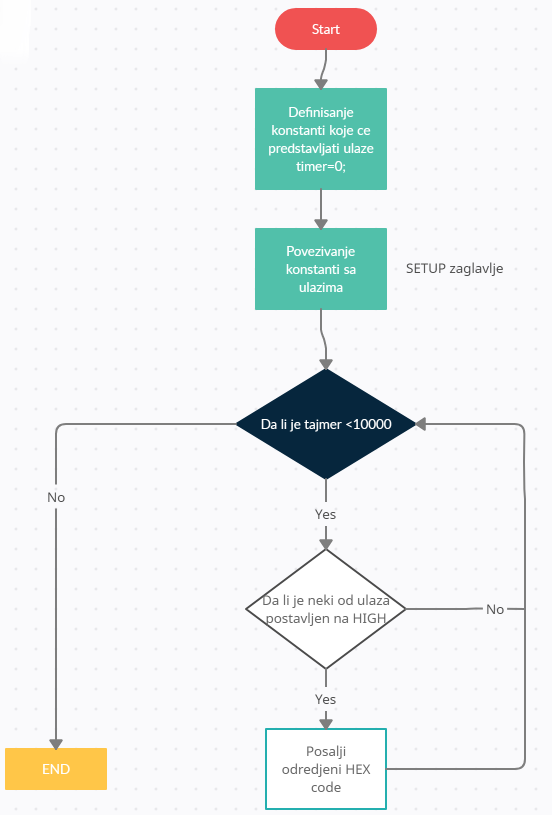 Start
Definisanje
konstanti koje ce
predstavljati ulaze
timer=0;
Povezivanje
konstanti sa
ulazima
SETUP zaglavlje
Da li je tajmer <10000
No
Yes
Da li je neki od ulaza
postavljen na HIGH
No
Yes
Posalji
odredjeni HEX
code
END